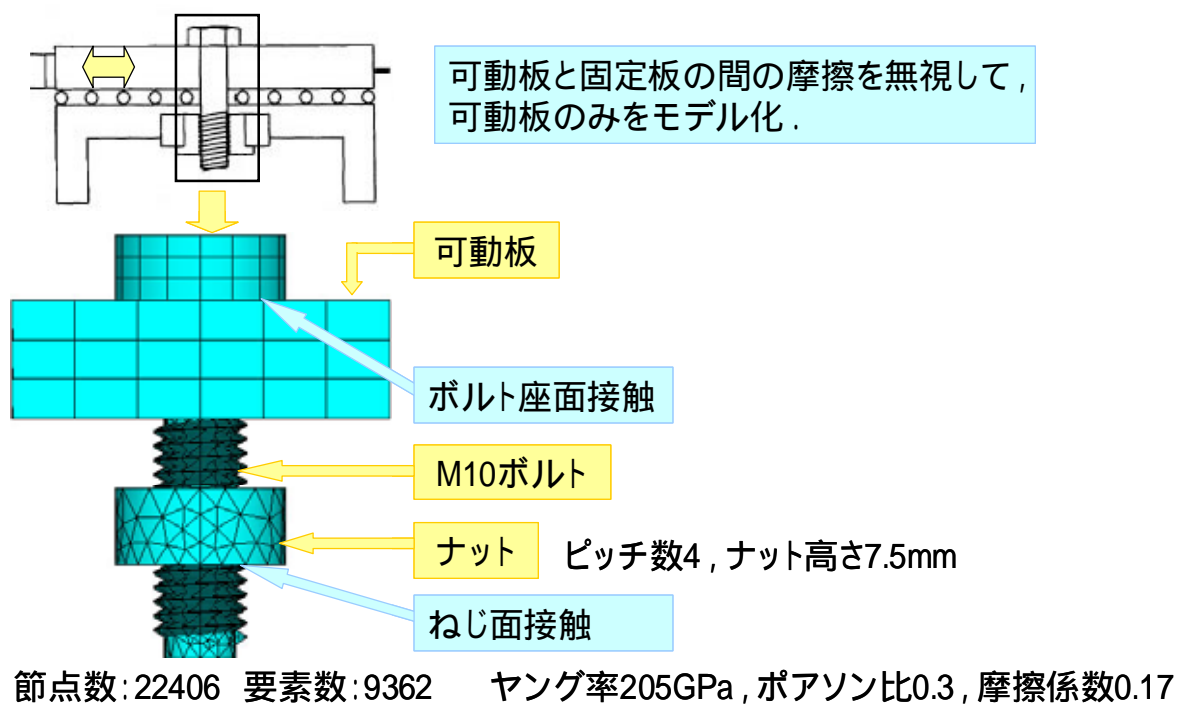 可動板と固定板の間の摩擦を無視して,
可動板のみをモデル化.
可動板
ボルト座面接触
M10ボルト
ナット
ピッチ数4,ナット高さ7.5mm
ねじ面接触
節点数:22406 要素数:9362 ヤング率205GPa,ポアソン比0.3,摩擦係数0.17